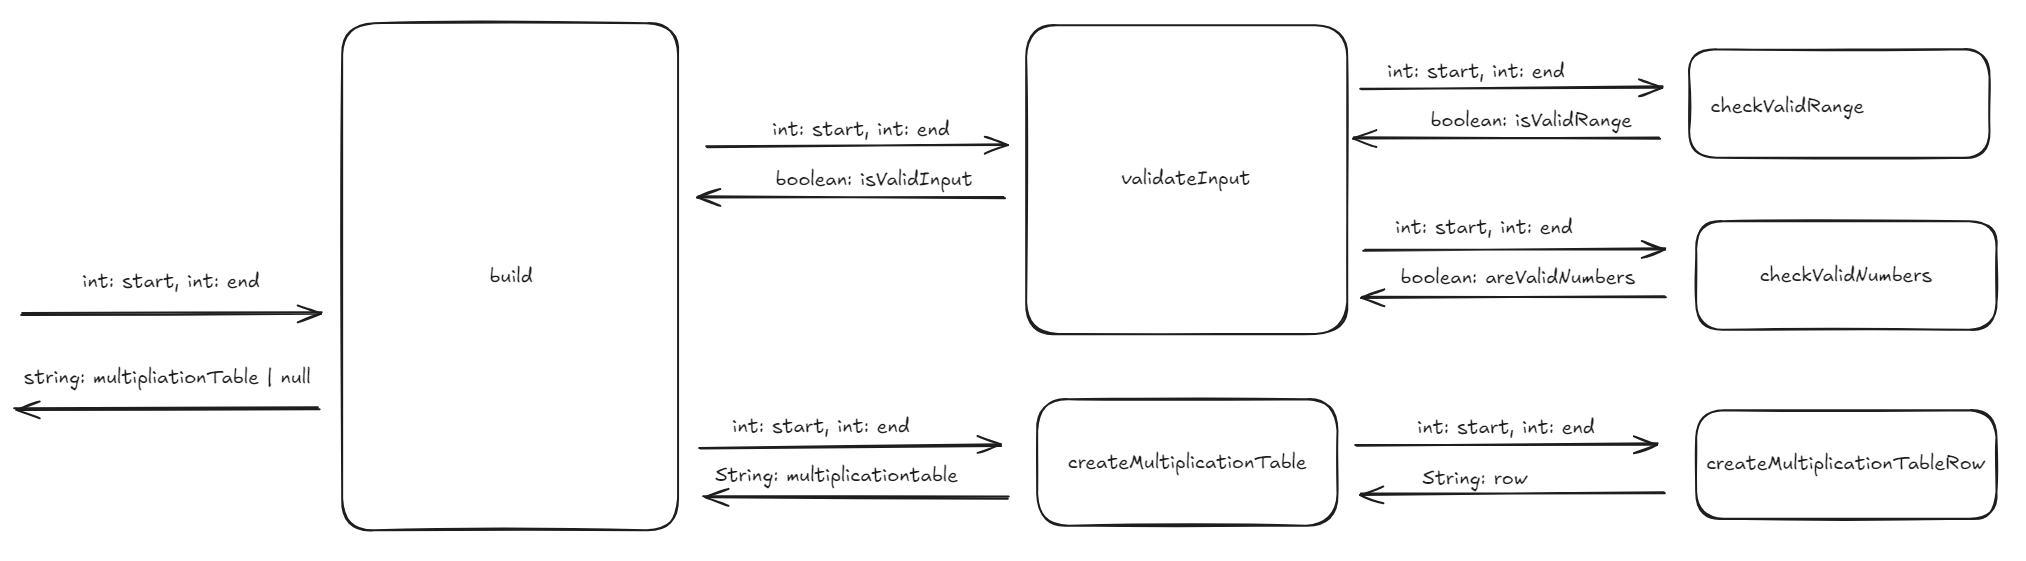 int: start, int: end
string: multipliationTable | null
build
int: start, int: end
boolean: isValidInput
validateInput
int: start, int: end
boolean: isValidRange
checkValidRange
int: start, int: end
boolean: areValidNumbers
checkValidNumbers
int: start, int: end
String: multiplicationtable
createMultiplicationTable
int: start, int: end
String: row
createMultiplicationTableRow